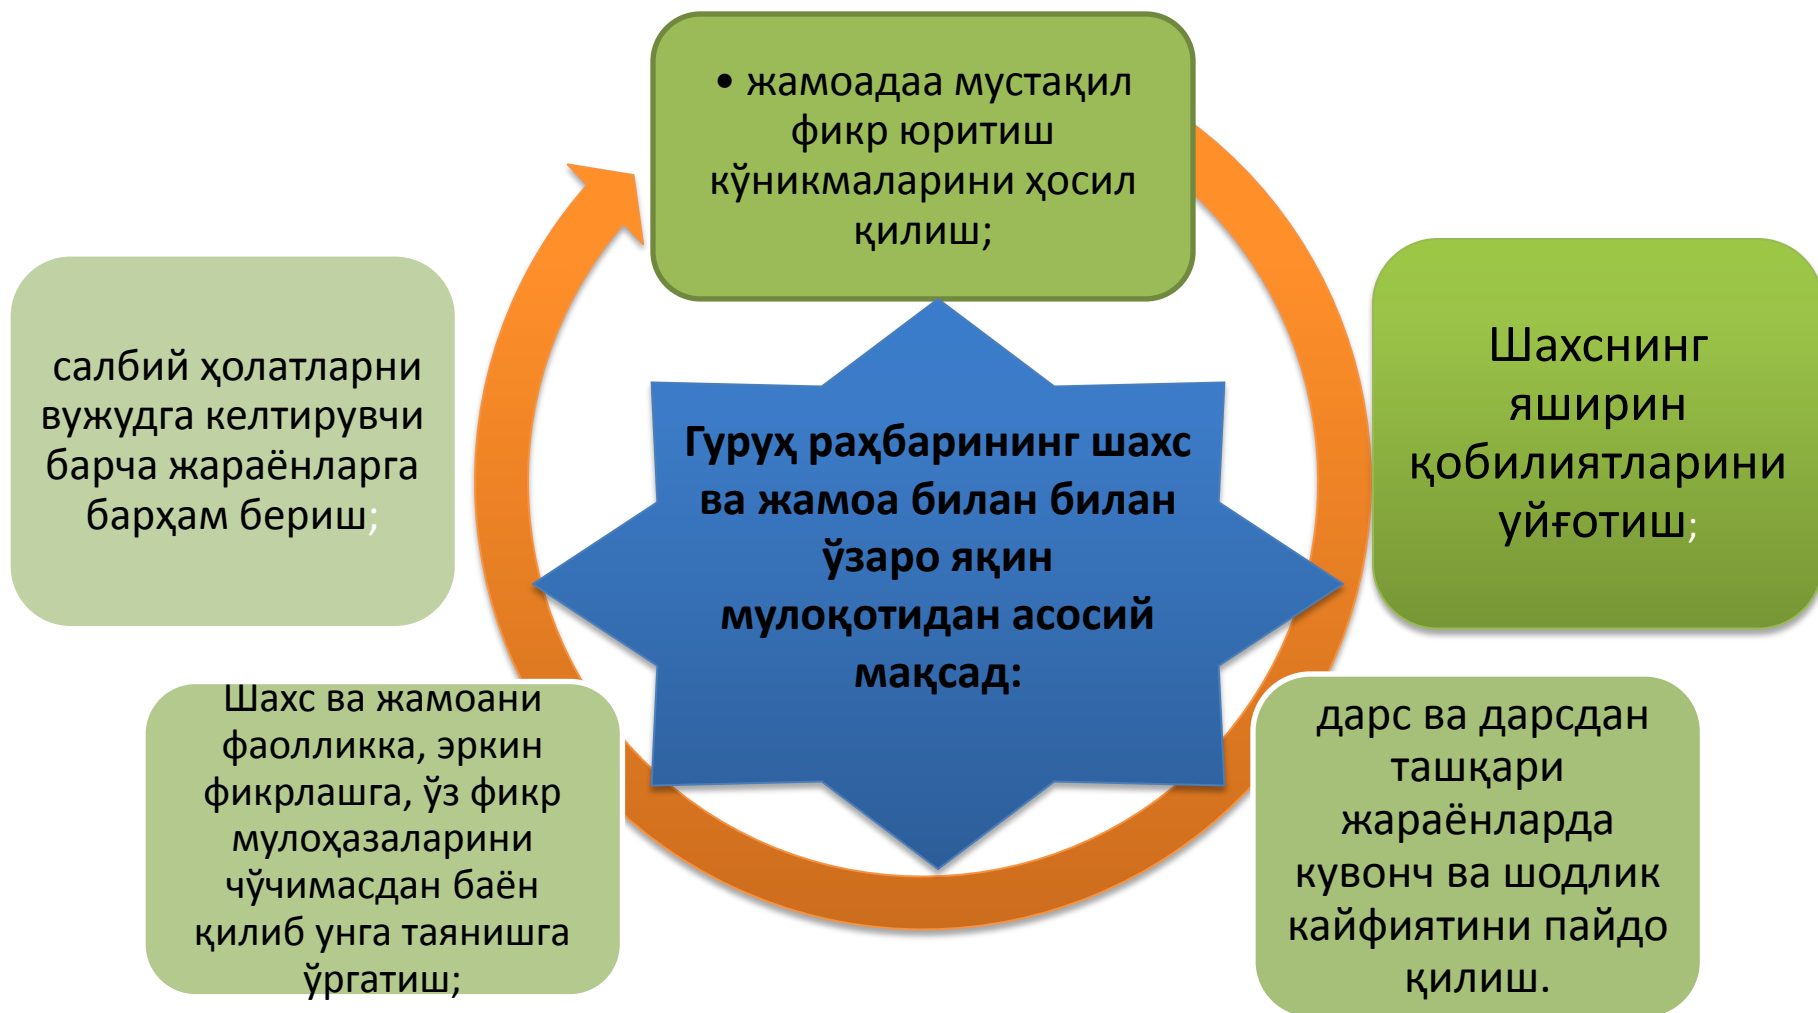 • жамоадаа мустақил
фикр юритиш
кўникмаларини ҳосил
қилиш;
Шахснинг
яширин
қобилиятларини
уйғотиш;
дарс ва дарсдан
ташқари
жараёнларда
кувонч ва шодлик
кайфиятини пайдо
қилиш.
Шахс ва жамоани
фаолликка, эркин
фикрлашга, ўз фикр
мулоҳазаларини
чўчимасдан баён
қилиб унга таянишга
ўргатиш;
салбий ҳолатларни
вужудга келтирувчи
барча жараёнларга
барҳам бериш;
Гуруҳ раҳбарининг шахс
ва жамоа билан билан
ўзаро яқин
мулоқотидан асосий
мақсад: